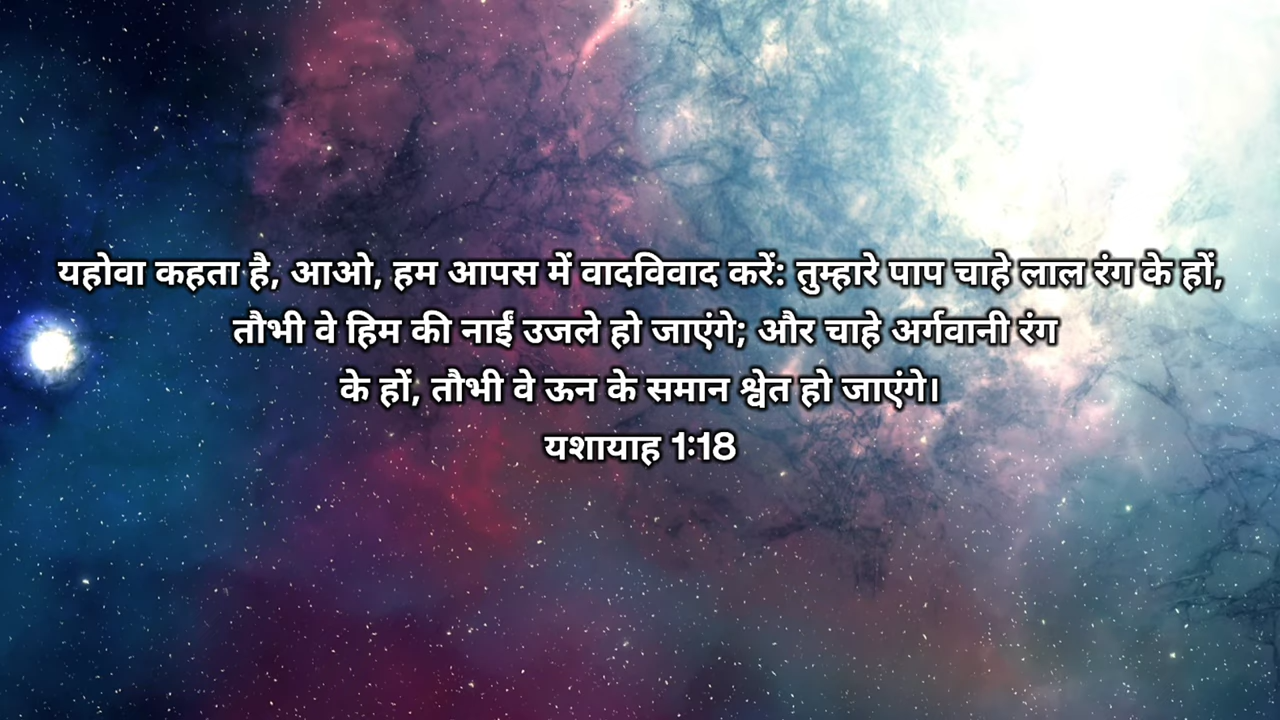 यहोवा कहता है, आओ, हम आपस में वादविवाद करें: तुम्हारे पाप चाहे लाल रंग के हों,
तौभी वे हिम की नाईं उजले हो जाएंगे; और चाहे अर्गवानी रंग
के हों, तौभी वे ऊन के समान श्वेत हो जाएंगे।
यशायाह 1:18